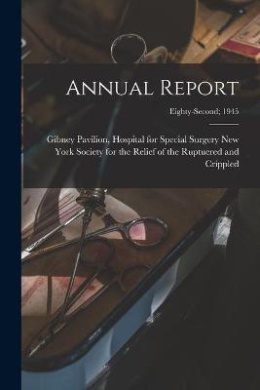 Annual Report
Eighty-Second; 1945
Gibney Pavilion, Hospital for Special Surgery New
York Society for the Relief of the Ruptuered and
Crippled